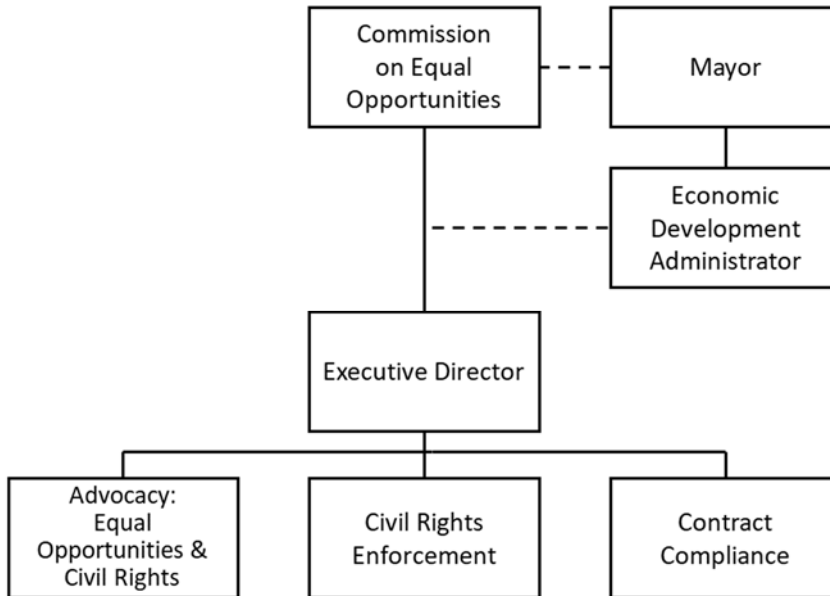 Commission
on Equal
Opportunities
Mayor
Economic
Development
Administrator
Executive Director
Advocacy:
Equal
Opportunities &
Civil Rights
Civil Rights
Enforcement
Contract
Compliance